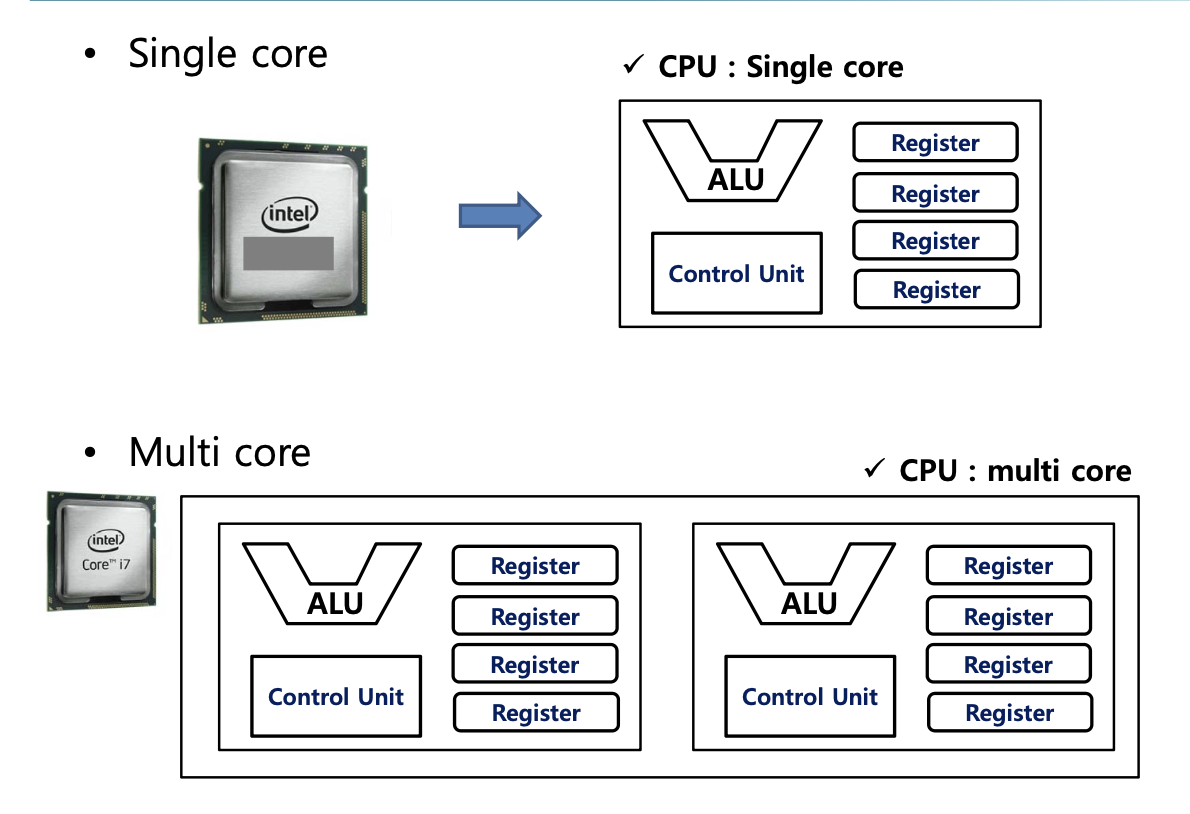 • Single core
✓ CPU : Single core
intel
ALU
Register
Register
Register
Register
Control Unit
• Multi core
✓ CPU : multi core
intel
Core™ i7
ALU
Register
Register
Register
Register
Control Unit
ALU
Register
Register
Register
Register
Control Unit